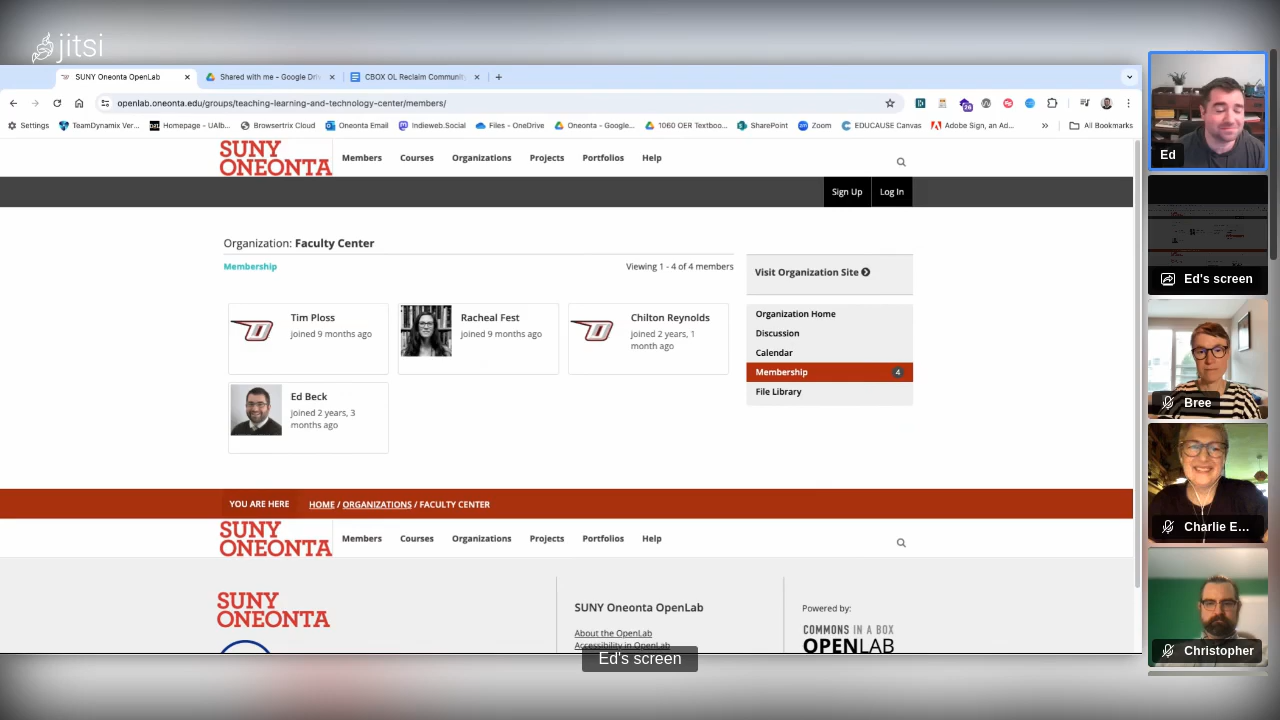 jitsi
SUNY Oneonta OpenLab
Shared with me - Google Dri
CBOX OL Reclaim Community
openlab.oneonta.edu/groups/teaching-learning-and-technology-center/members/
26
Settings
TeamDynamix Ver...
Homepage - UAlb...
Browsertrix Cloud
Oneonta Email
Indieweb.Social
Files - OneDrive
Oneonta - Google...
1060 OER Textboo...
SharePoint
Zoom
EDUCAUSE Canvas
Adobe Sign, an Ad...
»
All Bookmarks
SUNY
ONEONTA
Members
Courses
Organizations
Projects
Portfolios
Help
Sign Up
Log In
Organization: Faculty Center
Membership
Viewing 1 - 4 of 4 members
Tim Ploss
joined 9 months ago
Racheal Fest
joined 9 months ago
Chilton Reynolds
joined 2 years, 1
month ago
Ed Beck
joined 2 years, 3
months ago
Visit Organization Site
Organization Home
Discussion
Calendar
Membership
4
File Library
YOU ARE HERE
HOME / ORGANIZATIONS / FACULTY CENTER
SUNY
ONEONTA
Members
Courses
Organizations
Projects
Portfolios
Help
SUNY
ONEONTA
SUNY Oneonta OpenLab
About the OpenLab
Accessibility in OpenLab
Powered by:
COMMONS IN A BOX
OPENLAB
Ed's screen
Ed
Ed's screen
Bree
Charlie E...
Christopher